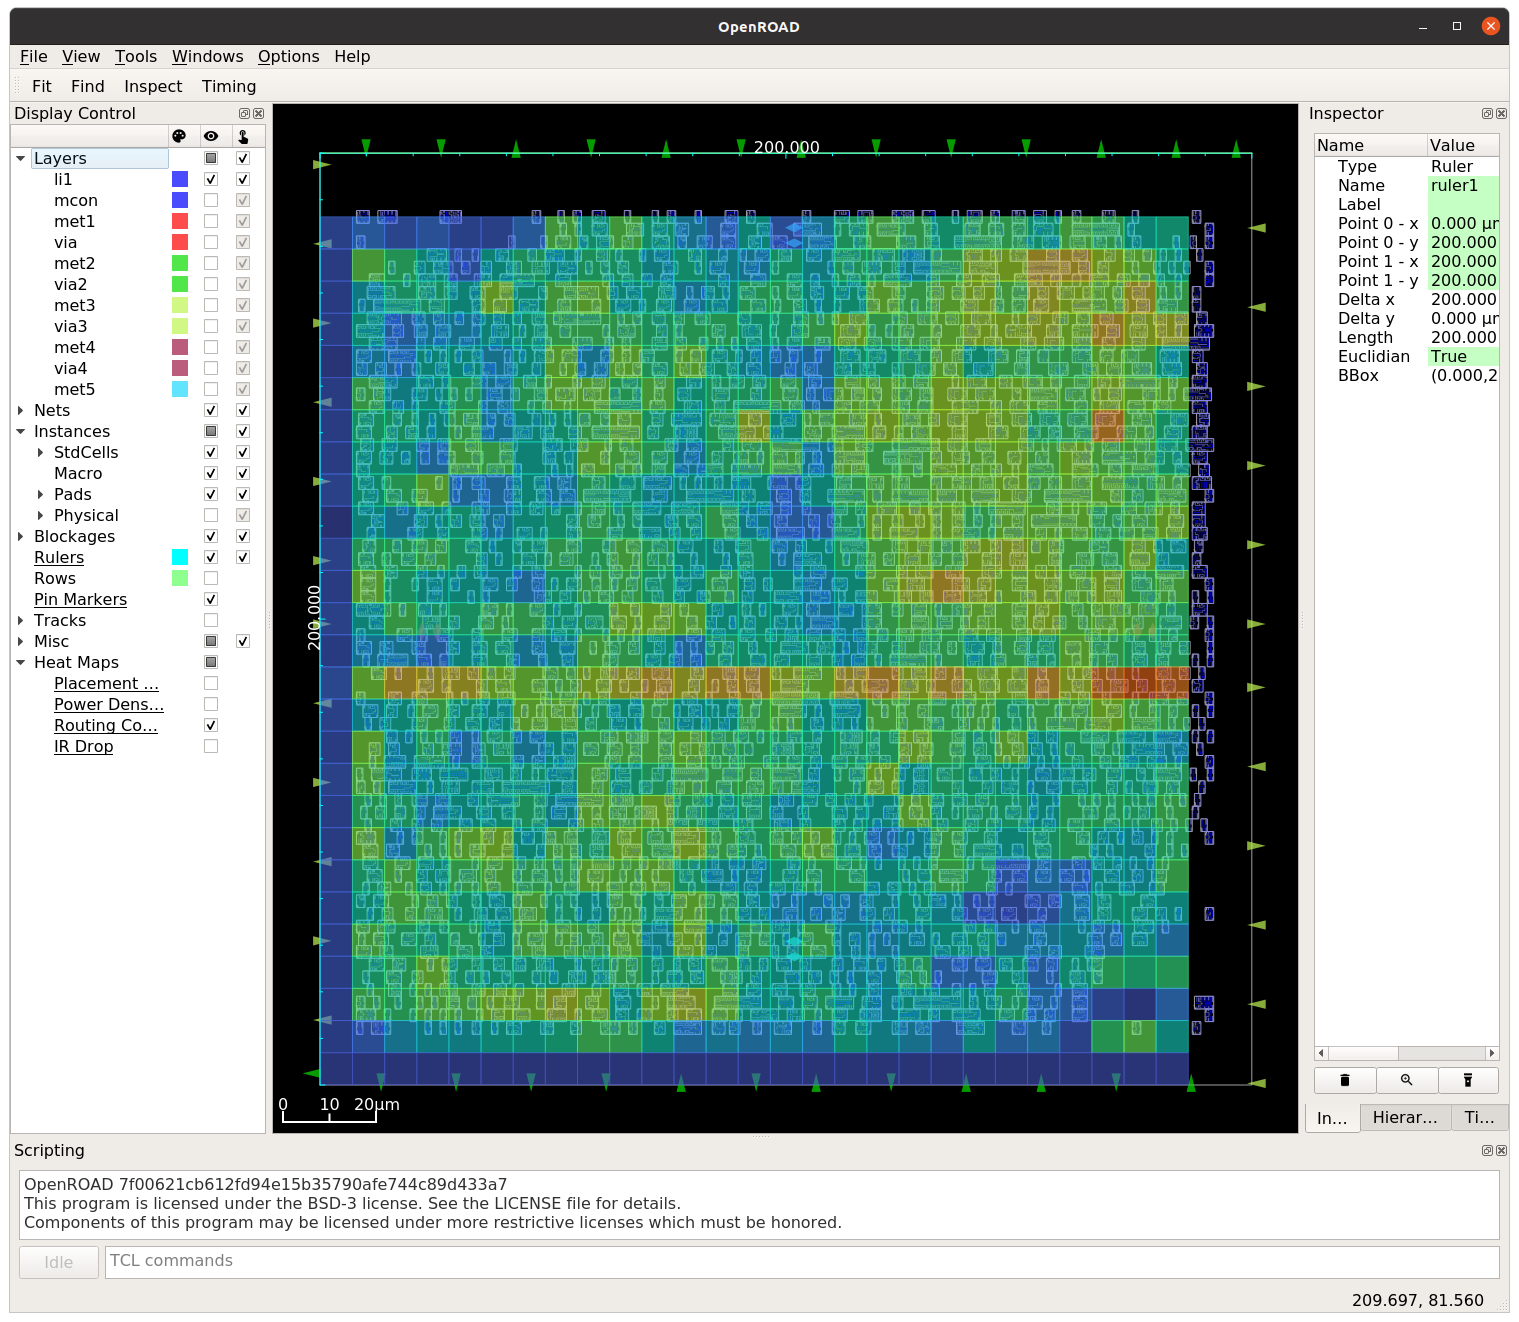 OpenROAD
File View Tools Windows Options Help
Fit Find Inspect Timing
Display Control
Layers
li1
mcon
met1
via
met2
via2
met3
via3
met4
via4
met5
Nets
Instances
StdCells
Macro
Pads
Physical
Blockages
Rulers
Rows
Pin Markers
Tracks
Misc
Heat Maps
Placement ...
Power Dens...
Routing Co...
IR Drop
200.000
200.000
0 10 20μm
Inspector
Name Value
Type Ruler
Name ruler1
Label
Point 0 - x 0.000 μr
Point 0 - y 200.000
Point 1 - x 200.000
Point 1 - y 200.000
Delta x 200.000
Delta y 0.000 μr
Length 200.000
Euclidian True
BBox (0.000,2
In... Hierar... Ti...
Scripting
OpenROAD 7f00621cb612fd94e15b35790afe744c89d433a7
This program is licensed under the BSD-3 license. See the LICENSE file for details.
Components of this program may be licensed under more restrictive licenses which must be honored.
Idle TCL commands
209.697, 81.560